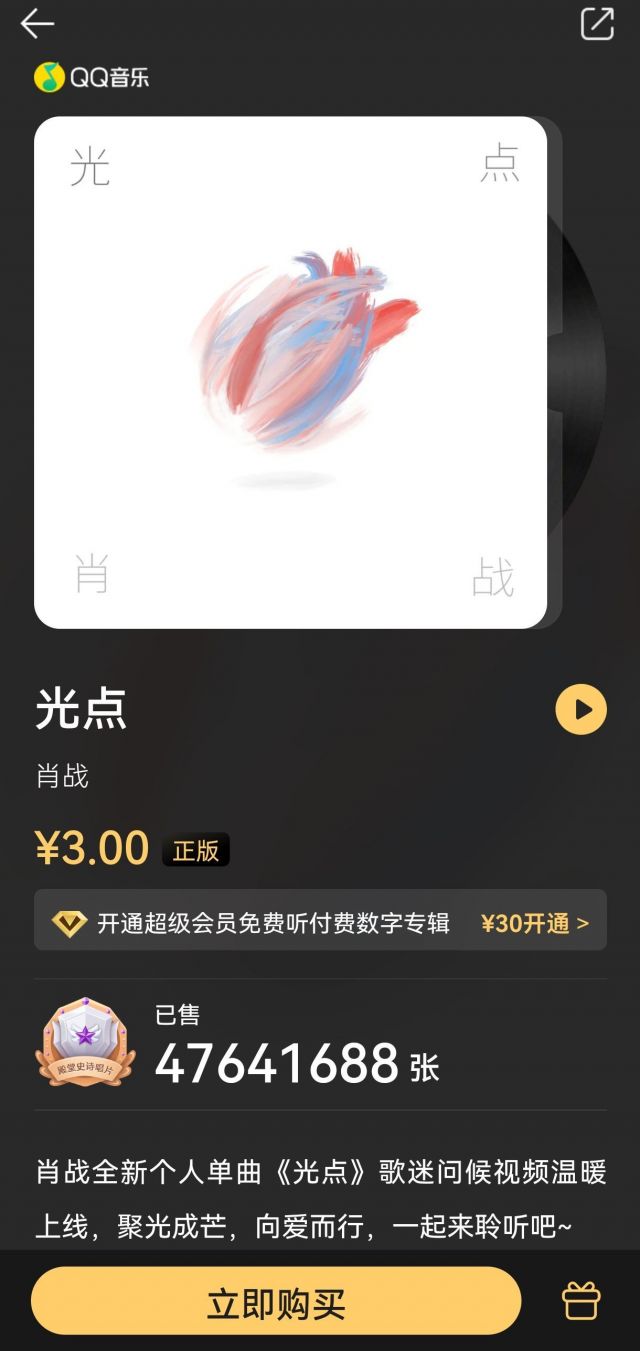 QQ音乐
光 点
肖 战
光点
肖战
¥3.00 正版
开通超级会员免费听付费数字专辑 ¥30开通 >
已售
殿堂史诗唱片
47641688 张
肖战全新个人单曲《光点》歌迷问候视频温暖
上线，聚光成芒，向爱而行，一起来聆听吧~
立即购买